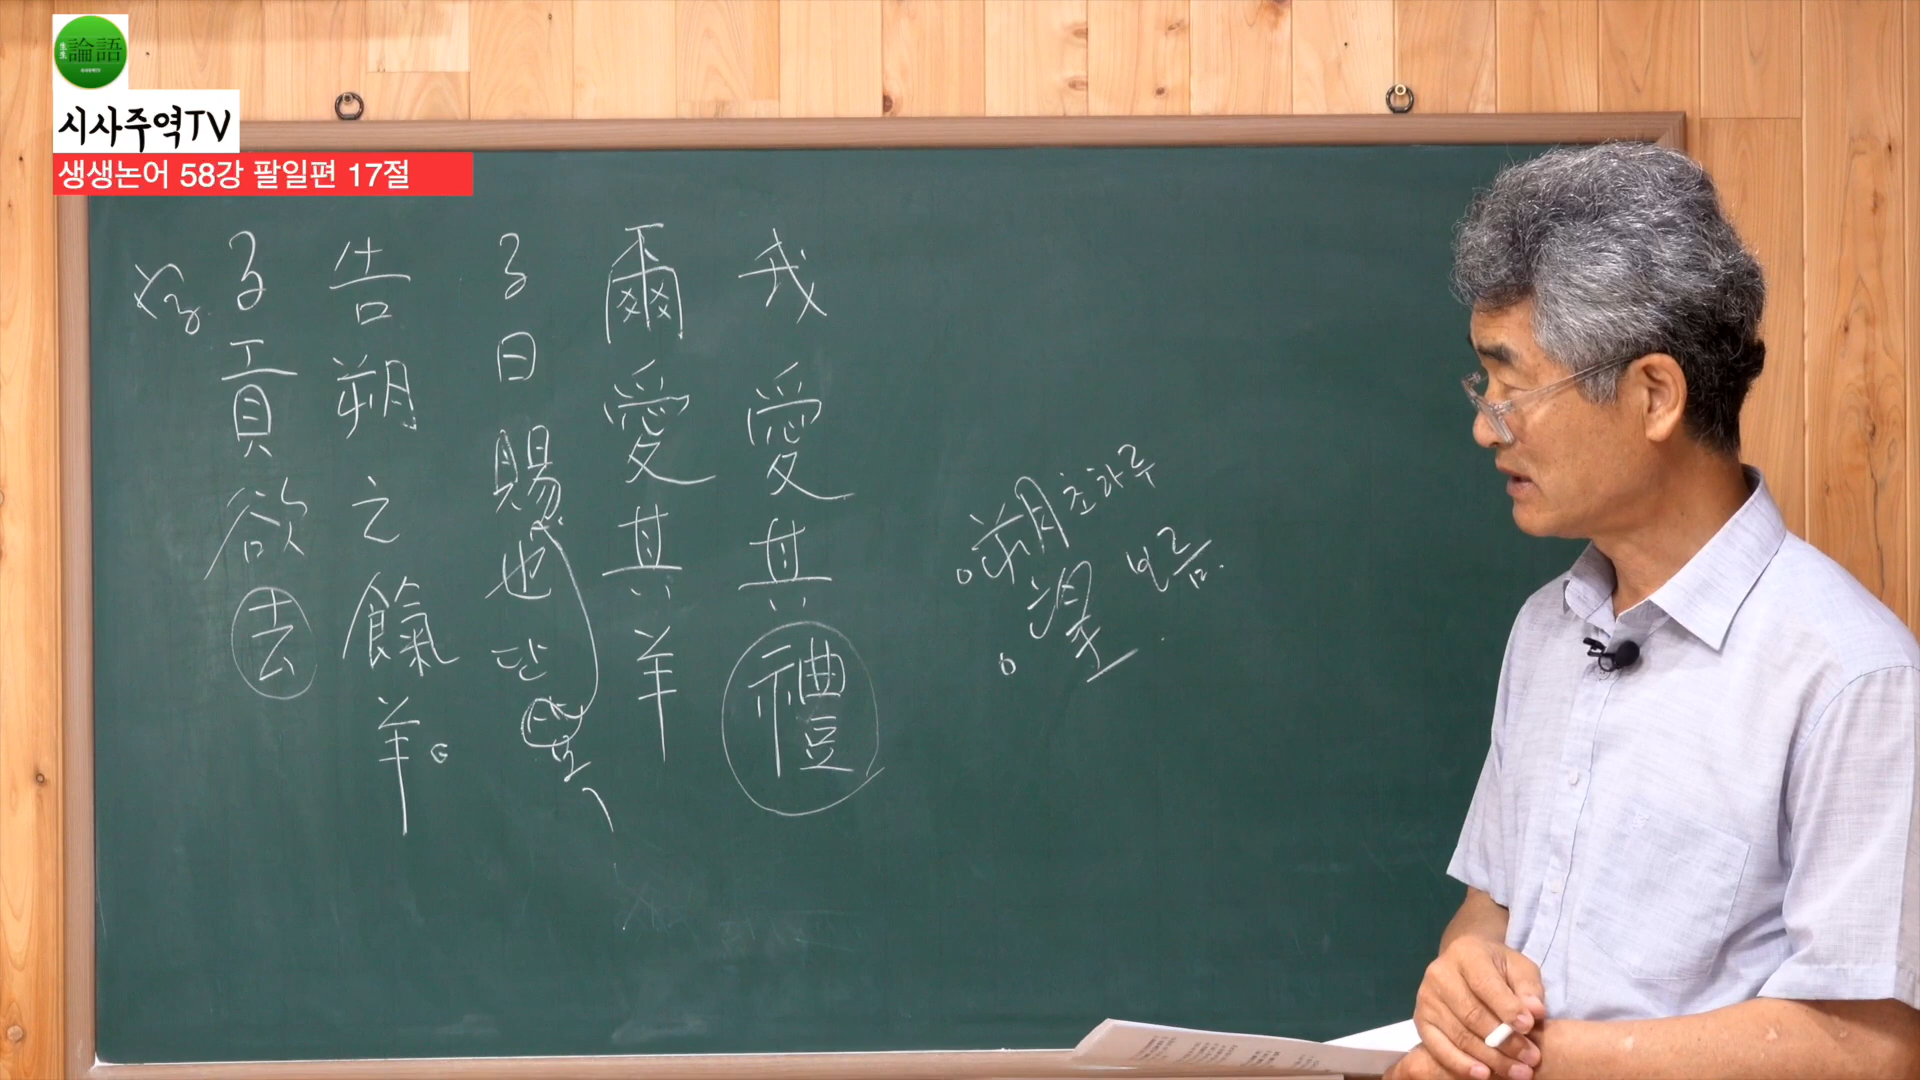 生生 論語
시사주역TV
생생논어 58강 팔일편 17절
子貢欲去
告朔之餼羊。
子曰賜也
爾愛其羊
我愛其禮
朔 초하루
望 보름.